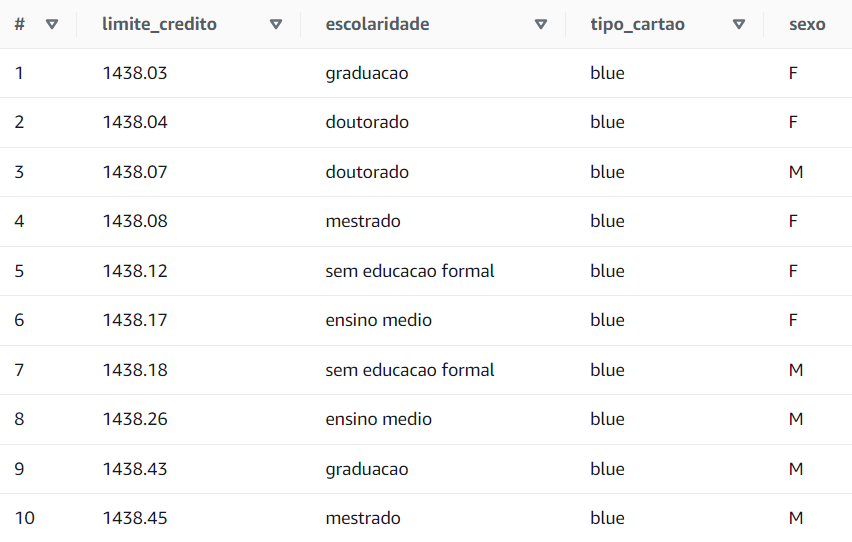 # limite_credito escolaridade tipo_cartao sexo
1 1438.03 graduacao blue F
2 1438.04 doutorado blue F
3 1438.07 doutorado blue M
4 1438.08 mestrado blue F
5 1438.12 sem educacao formal blue F
6 1438.17 ensino medio blue F
7 1438.18 sem educacao formal blue M
8 1438.26 ensino medio blue M
9 1438.43 graduacao blue M
10 1438.45 mestrado blue M